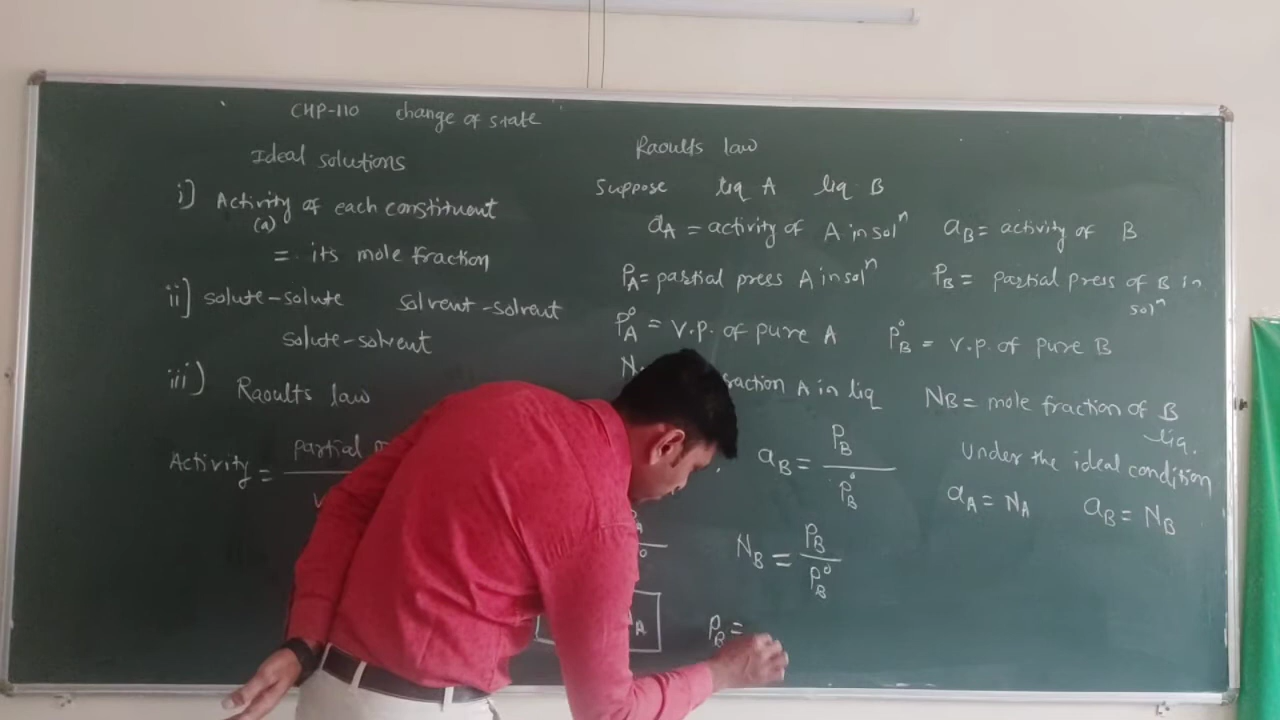 CHP-110 change of state
Ideal solutions
i) Activity of each constituent
(a)
= its mole fraction
ii] solute-solute solvent-solvent
solute-solvent
iii) Raoults law
Activity = partial
Raoults law
Suppose liq A liq B
aA = activity of A in solⁿ aB = activity of B
PA = partial press A in solⁿ PB = partial press of B in
solⁿ
P°A = V.P. of pure A P°B = v.p. of pure B
A in liq NB = mole fraction of B
liq.
aB = PB / P°B under the ideal condition
aA = NA aB = NB
NB = PB / P°B
PB =